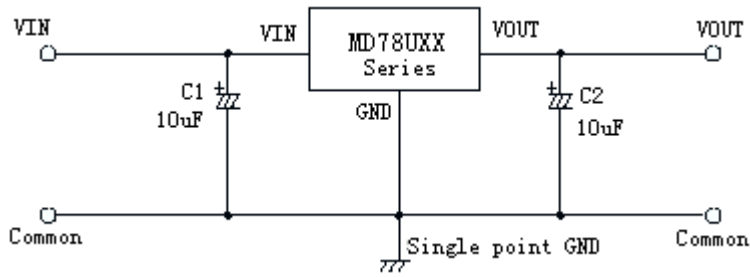 VIN
VIN
MD78UXX
Series
VOUT
VOUT
C1
10uF
GND
C2
10uF
Common
Single point GND
Common